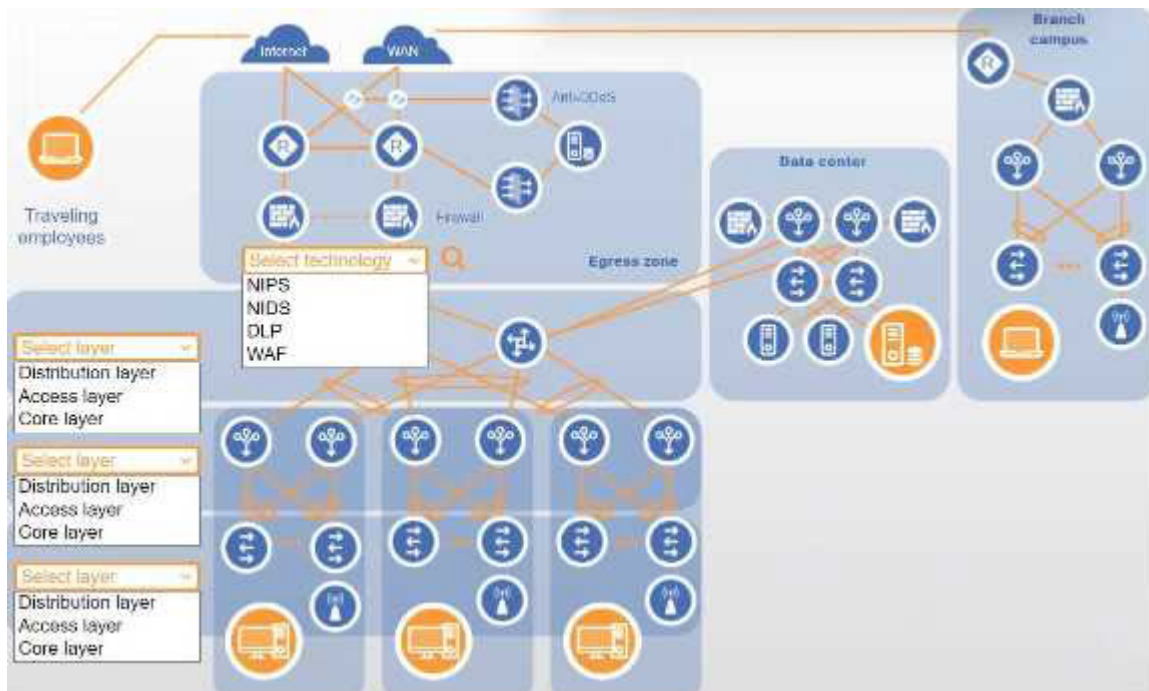 Branch
campus
Internet
WAN
Anti-DDoS
Data center
Traveling
employees
Firewall
Select technology
NIPS
NIDS
DLP
WAF
Egress zone
Select layer
Distribution layer
Access layer
Core layer
Select layer
Distribution layer
Access layer
Core layer
Select layer
Distribution layer
Access layer
Core layer
R
R
R